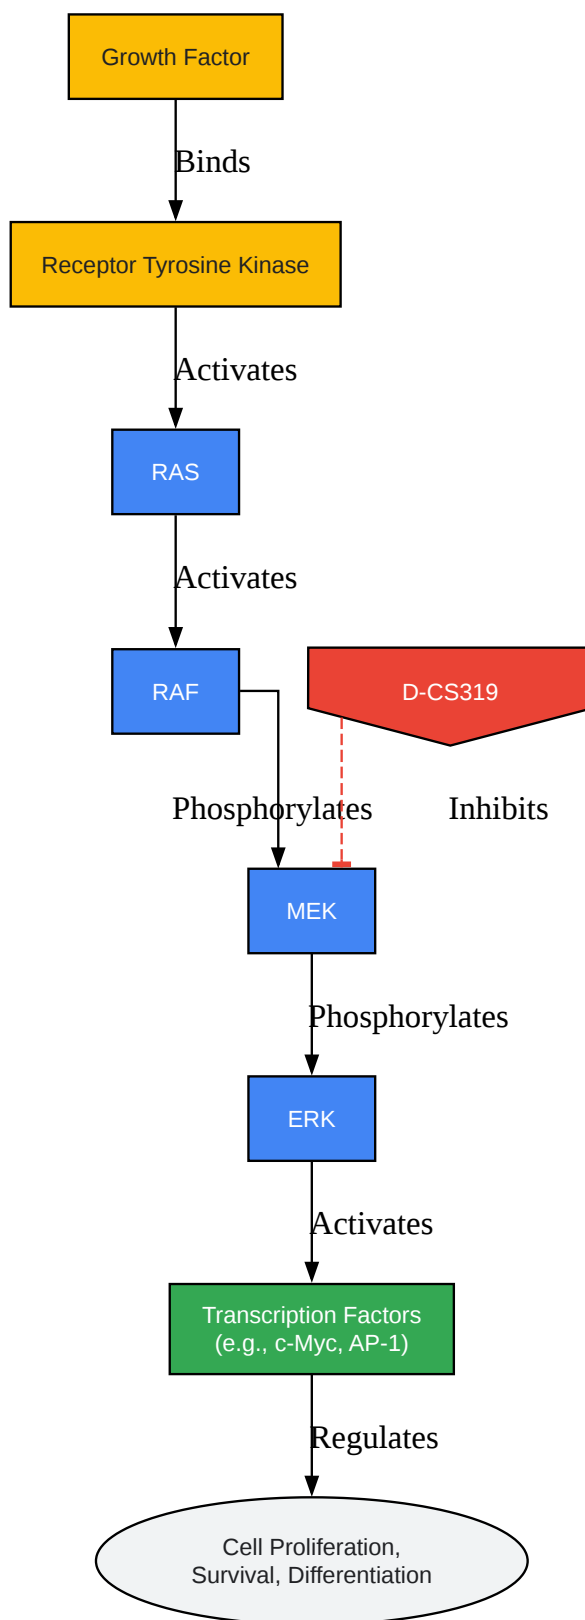 Growth Factor
Binds
Receptor Tyrosine Kinase
Activates
RAS
Activates
RAF
D-CS319
Phosphorylates
Inhibits
MEK
Phosphorylates
ERK
Activates
Transcription Factors
(e.g., c-Myc, AP-1)
Regulates
Cell Proliferation,
Survival, Differentiation